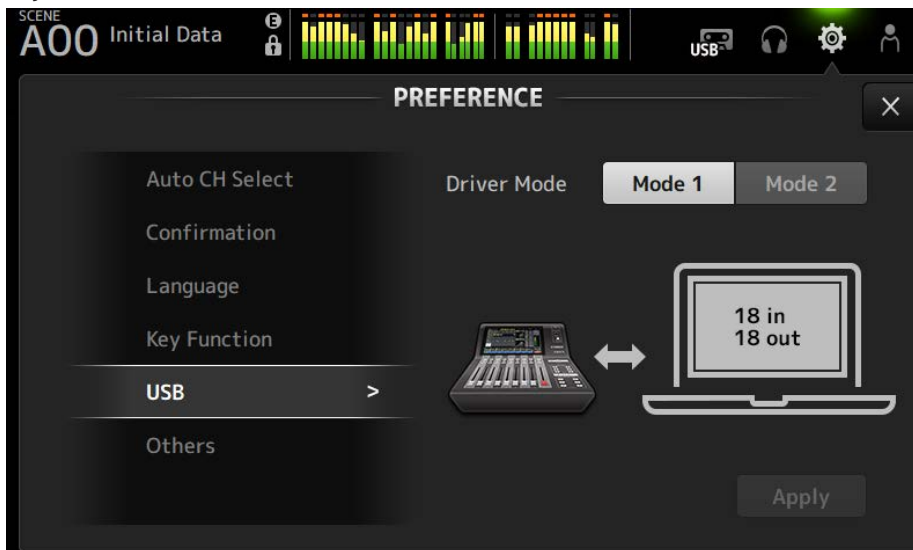 SCENE
A00 Initial Data
E
USB
PREFERENCE
Auto CH Select
Confirmation
Language
Key Function
USB >
Others
Driver Mode
Mode 1
Mode 2
18 in
18 out
Apply